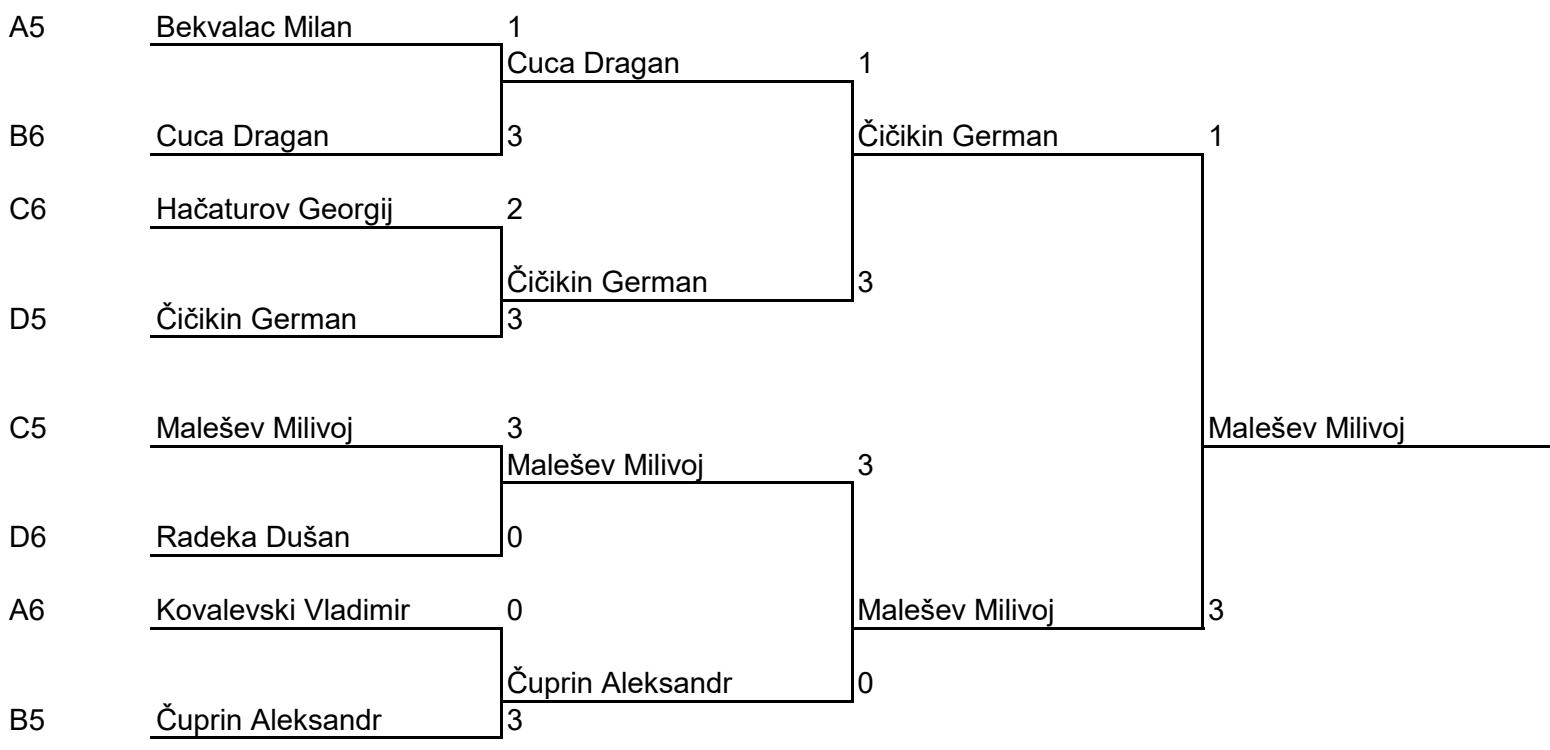 A5 Bekvalac Milan 1
Cuca Dragan 1
B6 Cuca Dragan 3 Čičikin German 1
C6 Hačaturov Georgij 2
Čičikin German 3
D5 Čičikin German 3
C5 Malešev Milivoj 3 Malešev Milivoj
Malešev Milivoj 3
D6 Radeka Dušan 0
A6 Kovalevski Vladimir 0 Malešev Milivoj 3
Čuprin Aleksandr 0
B5 Čuprin Aleksandr 3